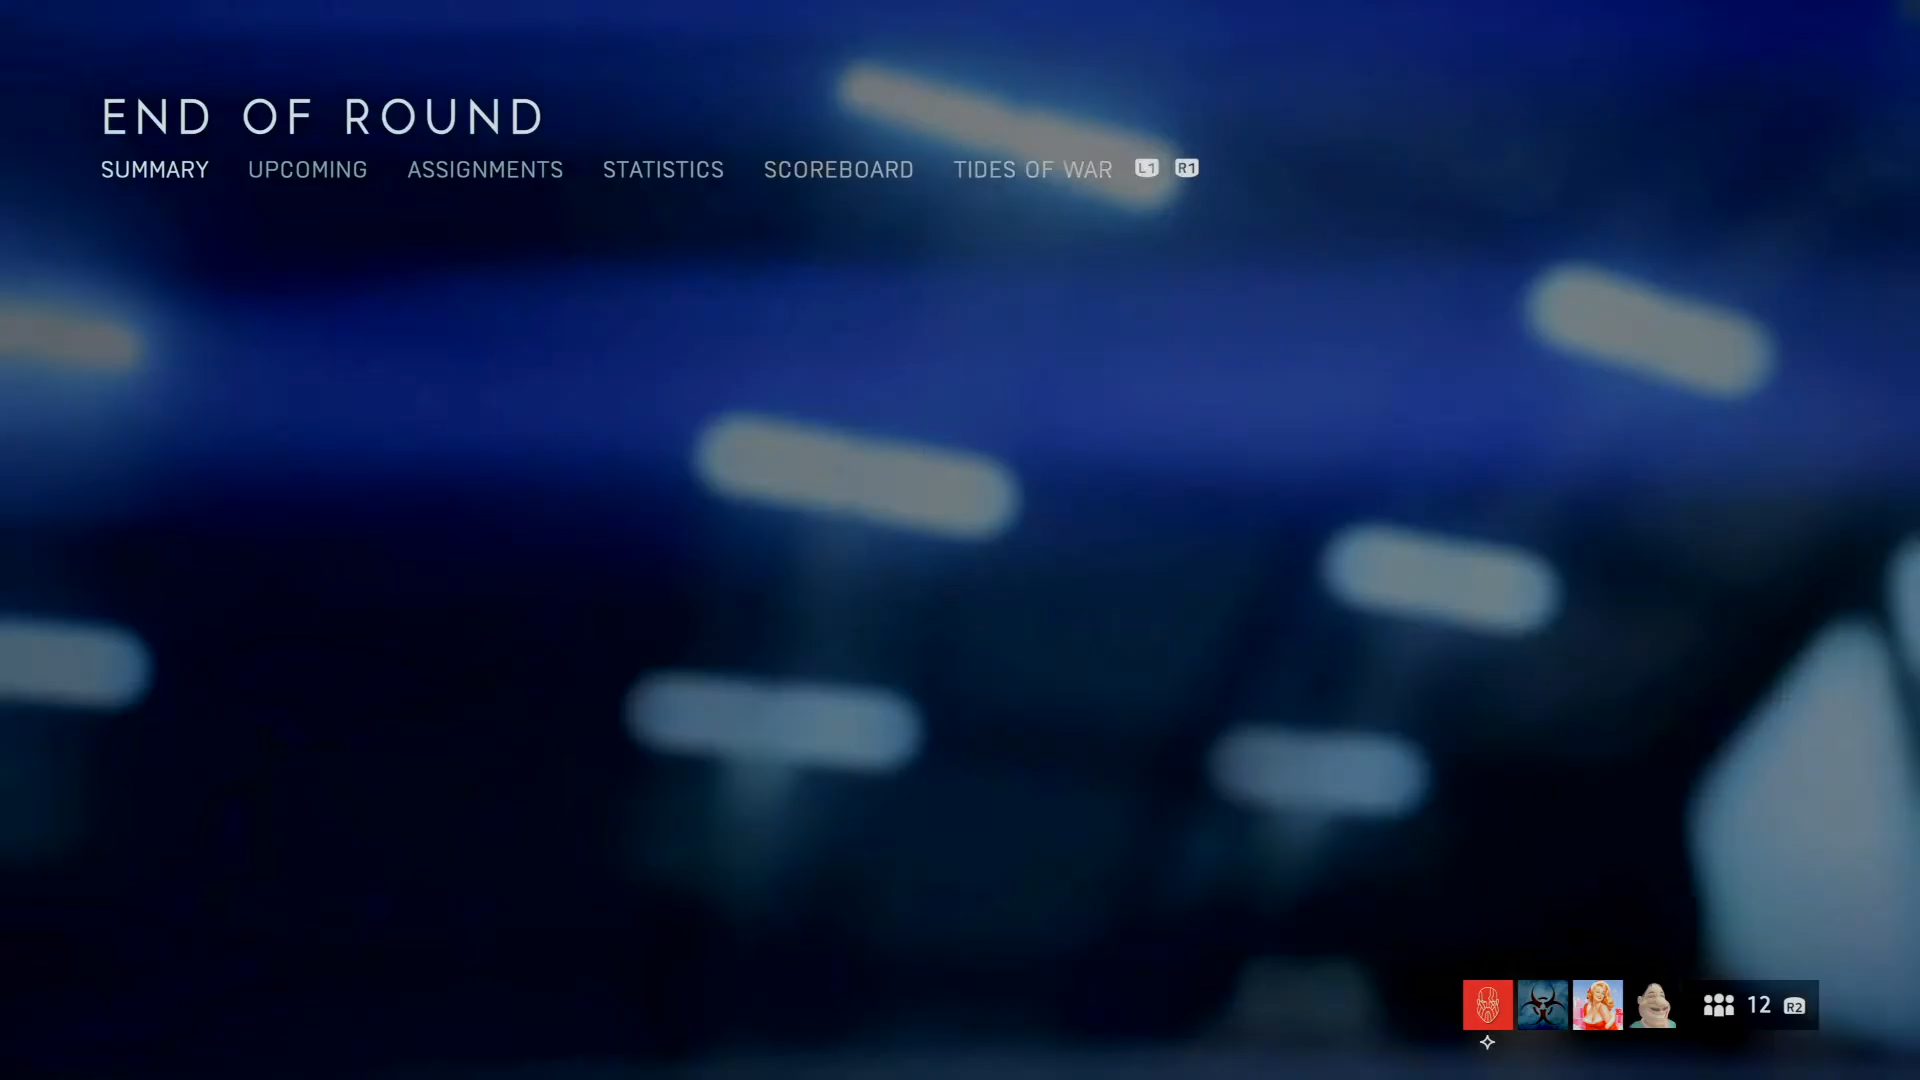 END OF ROUND
SUMMARY UPCOMING ASSIGNMENTS STATISTICS SCOREBOARD TIDES OF WAR L1 R1
12 R2